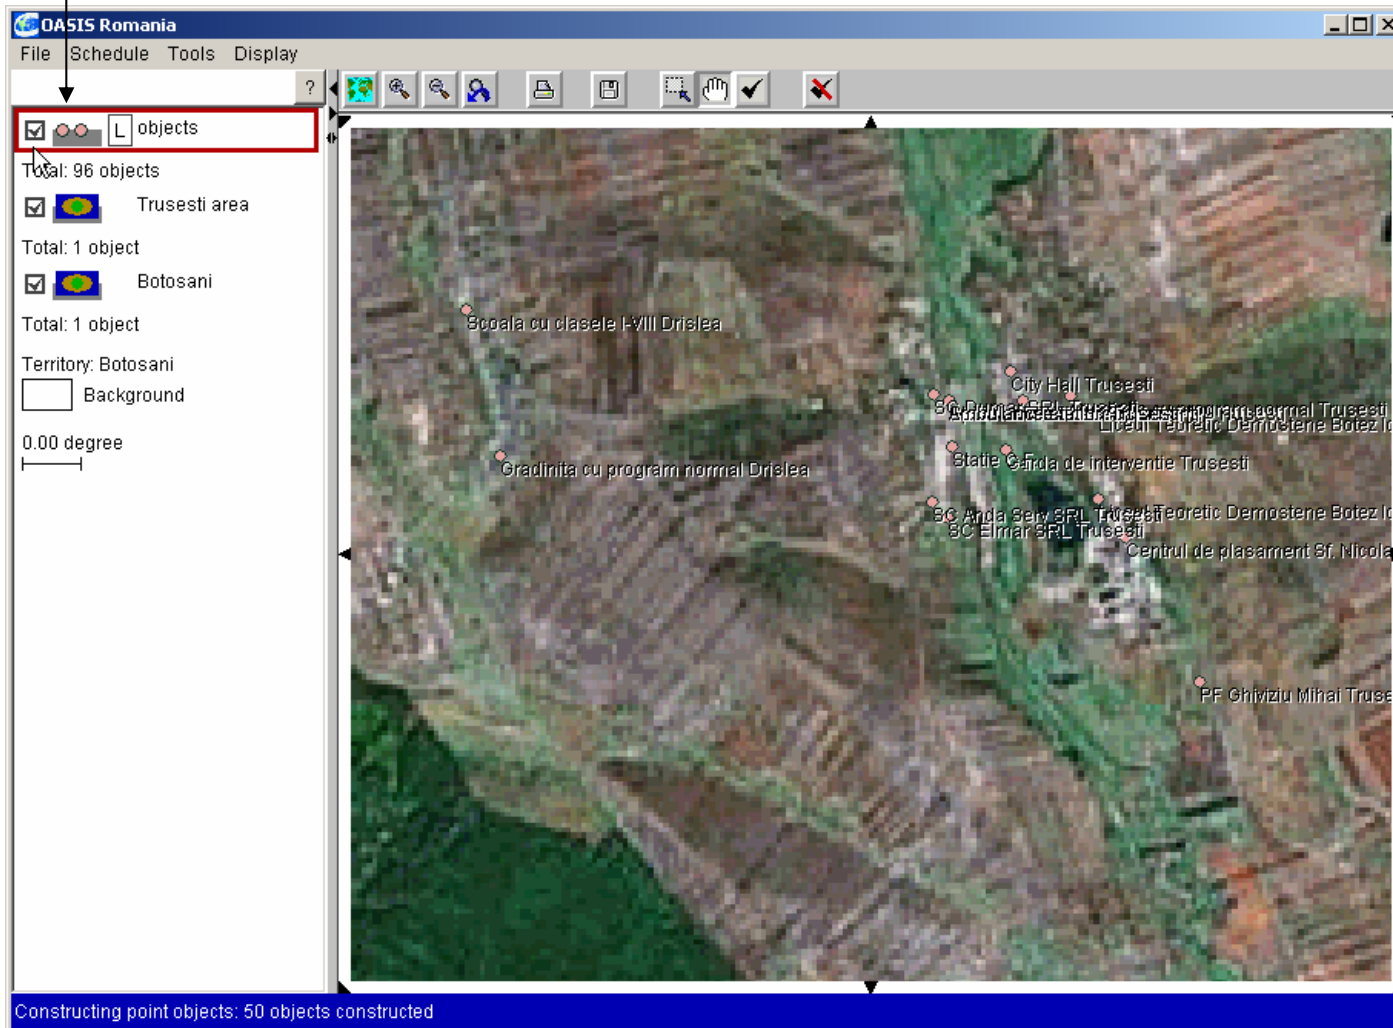 OASIS Romania
File Schedule Tools Display
?
L objects
Total: 96 objects
Trusesti area
Total: 1 object
Botosani
Total: 1 object
Territory: Botosani
Background
0.00 degree
Scoala cu clasele I-VIII Drislea
City Hall Trusesti
program normal Trusesti
Liceul Teoretic Demostene Botez
Statie
Garda de interventie Trusesti
Gradinita cu program normal Drislea
SC Anda Serv SRL Trusesti
Teoretic Demostene Botez
SC Elmar SRL Trusesti
Centrul de plasament Sf. Nicola
PF Ghiviziu Mihai Truse
Constructing point objects: 50 objects constructed